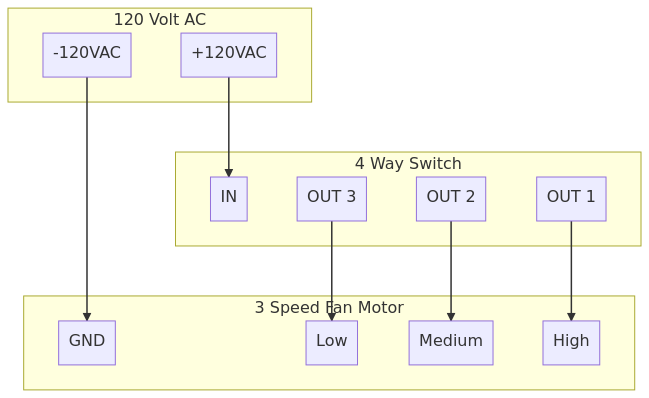 120 Volt AC
-120VAC
+120VAC
4 Way Switch
IN
OUT 3
OUT 2
OUT 1
3 Speed Fan Motor
GND
Low
Medium
High